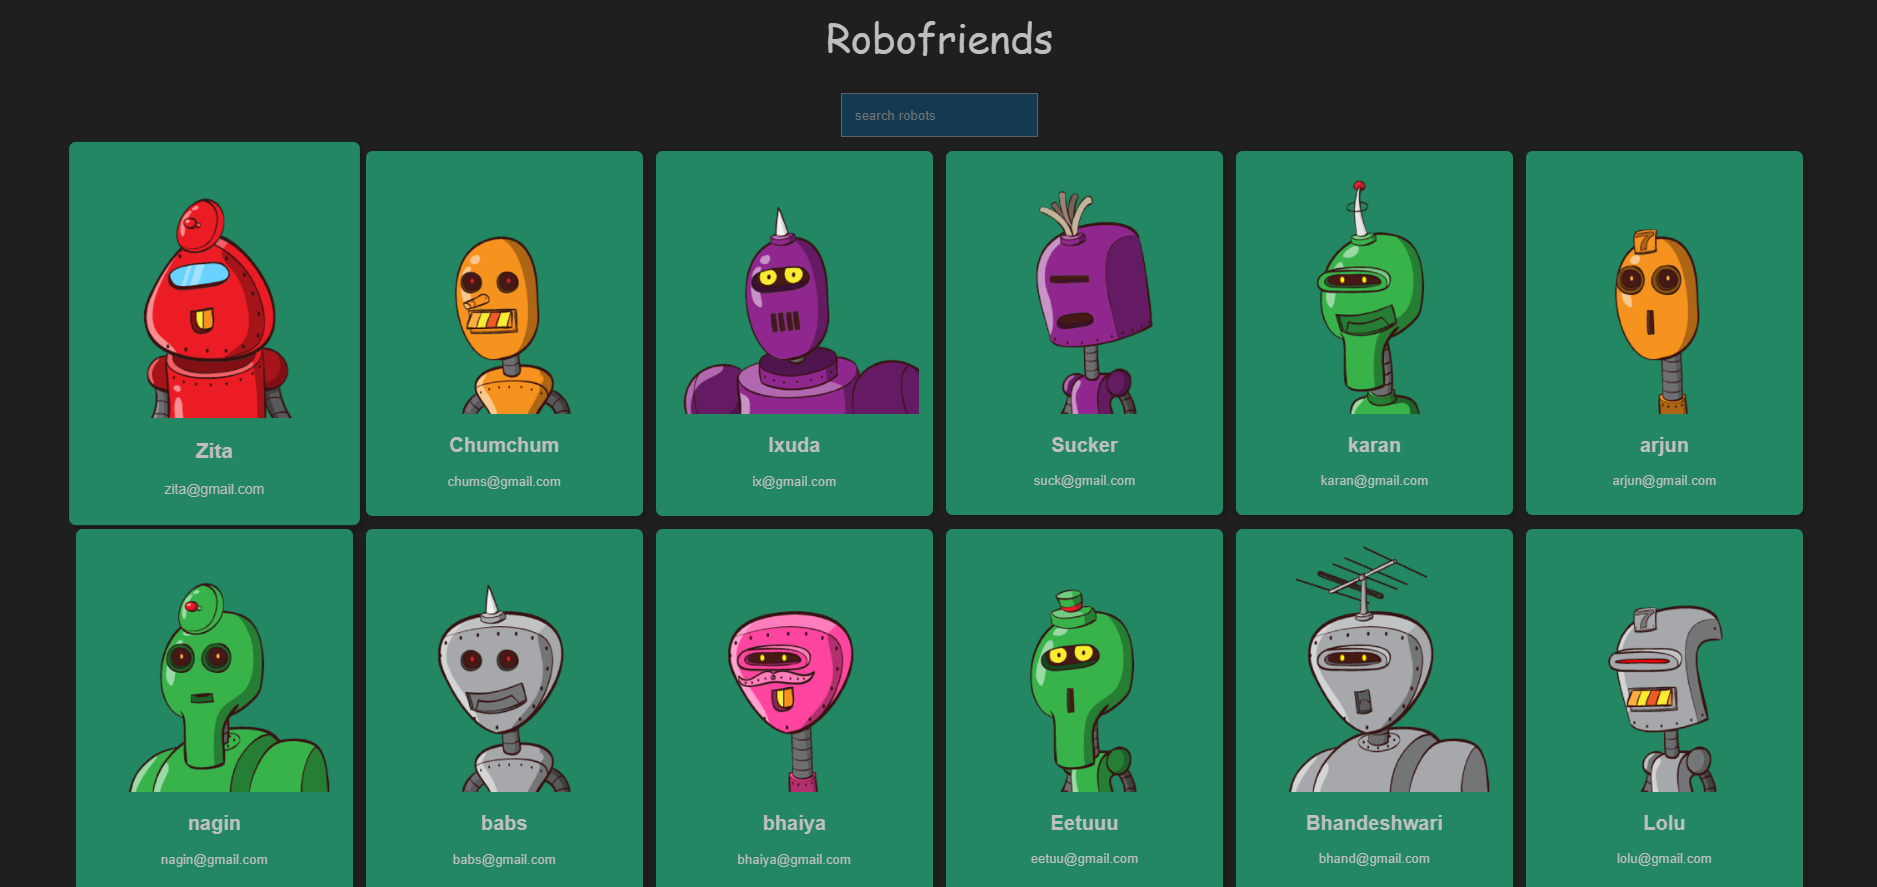 Robofriends
search robots
7
Zita
Chumchum
Ixuda
Sucker
karan
arjun
zita@gmail.com
chums@gmail.com
ix@gmail.com
suck@gmail.com
karan@gmail.com
arjun@gmail.com
7
nagin
babs
bhaiya
Eetuuu
Bhandeshwari
Lolu
nagin@gmail.com
babs@gmail.com
bhaiya@gmail.com
eetuu@gmail.com
bhand@gmail.com
lolu@gmail.com